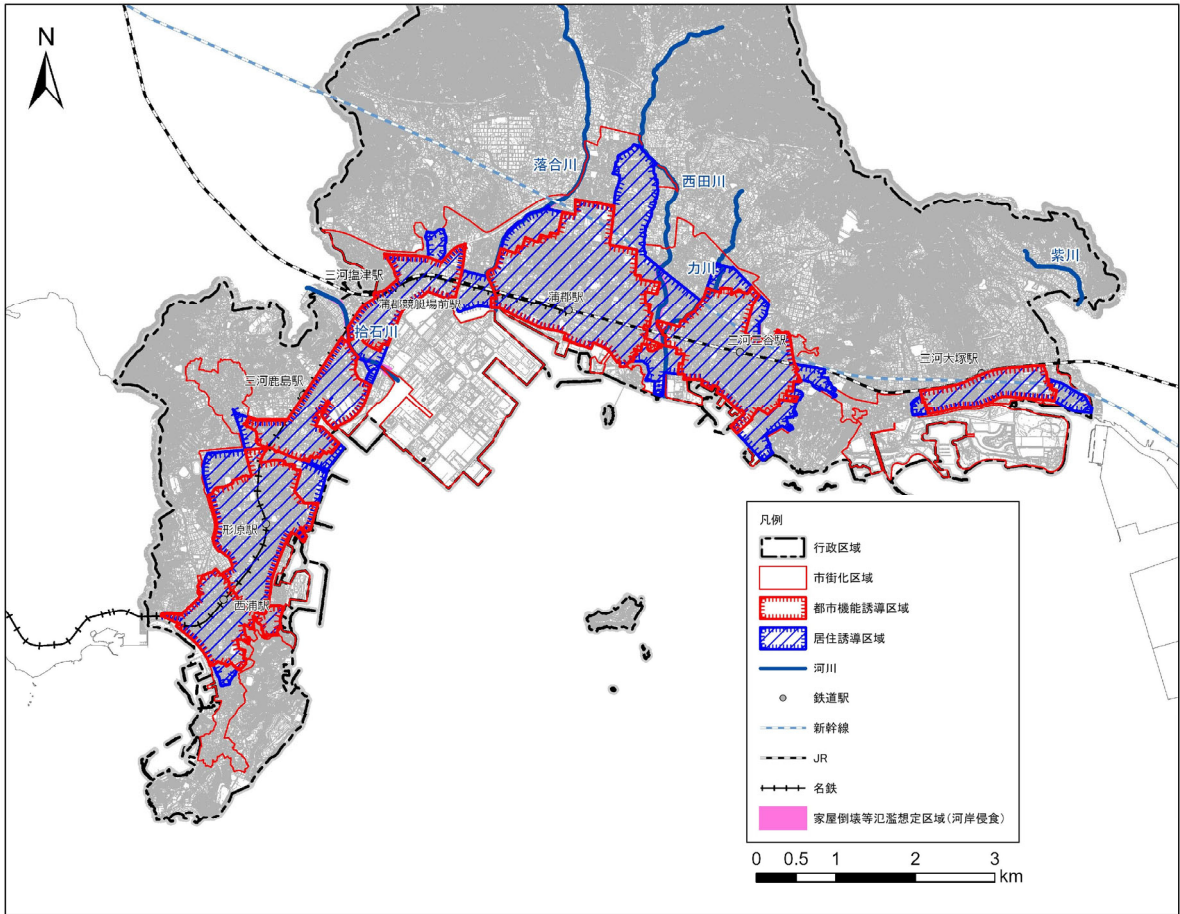 N
落合川
西田川
力川
紫川
三河塩津駅
蒲郡競艇場前駅
蒲郡駅
拾石川
三河三谷駅
三河大塚駅
三河鹿島駅
形原駅
西浦駅
凡例
行政区域
市街化区域
都市機能誘導区域
居住誘導区域
河川
鉄道駅
新幹線
JR
名鉄
家屋倒壊等氾濫想定区域(河岸侵食)
0 0.5 1 2 3
km